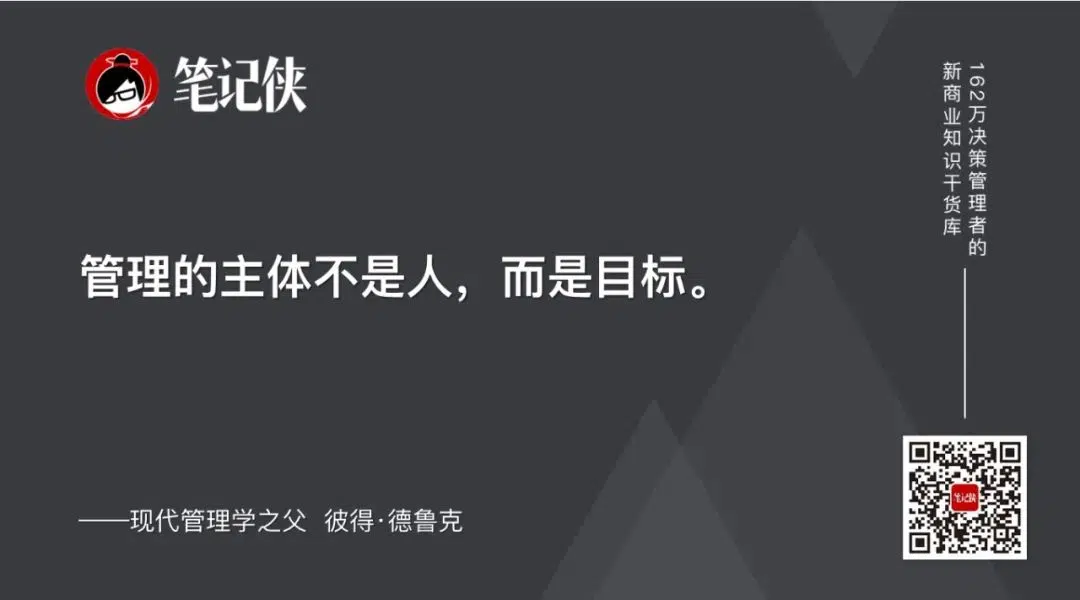 笔记侠
162万决策管理者的
新商业知识干货库
管理的主体不是人，而是目标。
——现代管理学之父 彼得·德鲁克
笔记侠